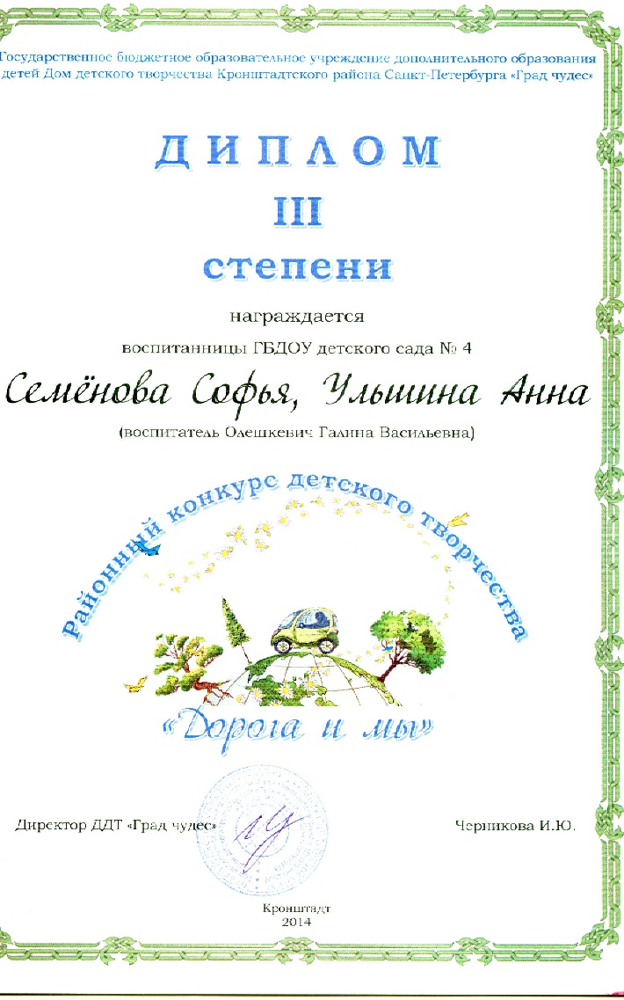 Государственное бюджетное образовательное учреждение дополнительного образования
детей Дом детского творчества Кронштадтского района Санкт-Петербурга «Град чудес»
ДИПЛОМ
III
степени
награждается
воспитанницы ГБДОУ детского сада № 4
Семёнова Софья, Ульшина Анна
(воспитатель Олешкевич Галина Васильевна)
Районный конкурс детского творчества
«Дорога и мы»
Директор ДДТ «Град чудес»
Черникова И.Ю.
Кронштадт
2014